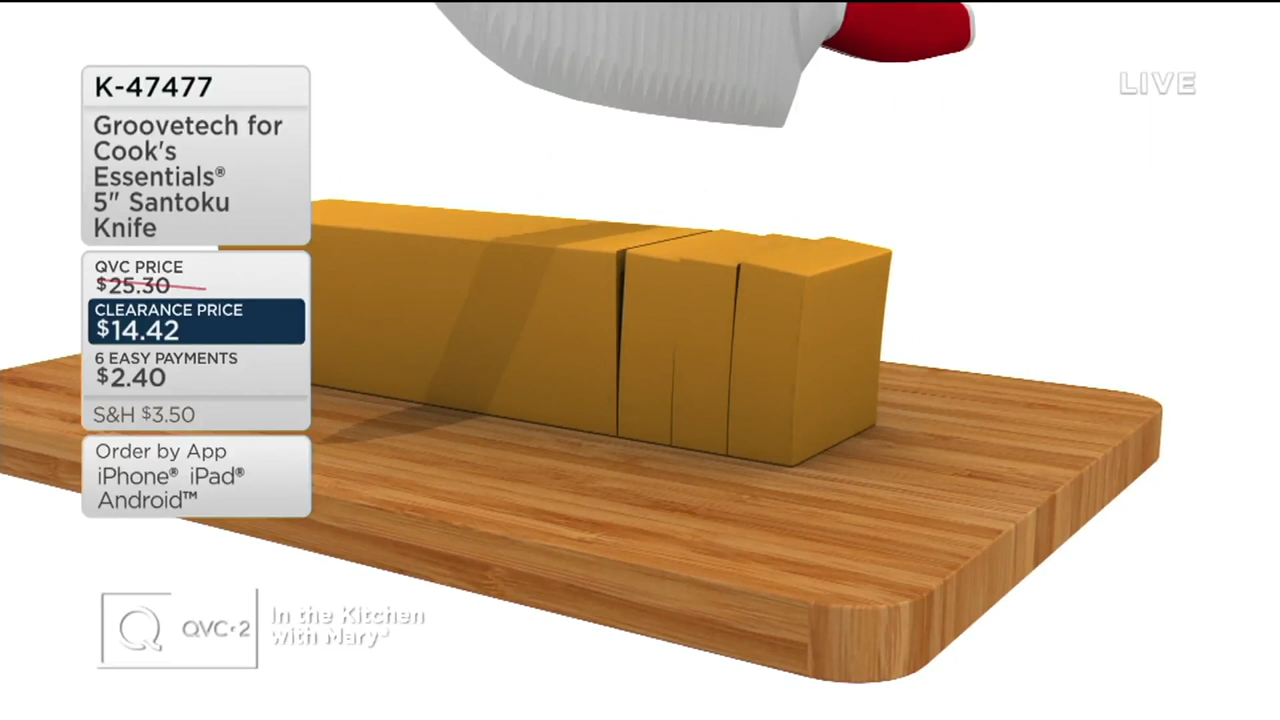 K-47477
Groovetech for
Cook's
Essentials®
5" Santoku
Knife
QVC PRICE
$25.30
CLEARANCE PRICE
$14.42
6 EASY PAYMENTS
$2.40
S&H $3.50
Order by App
iPhone® iPad®
Android™
LIVE
Q QVC•2
In the Kitchen
with Mary®